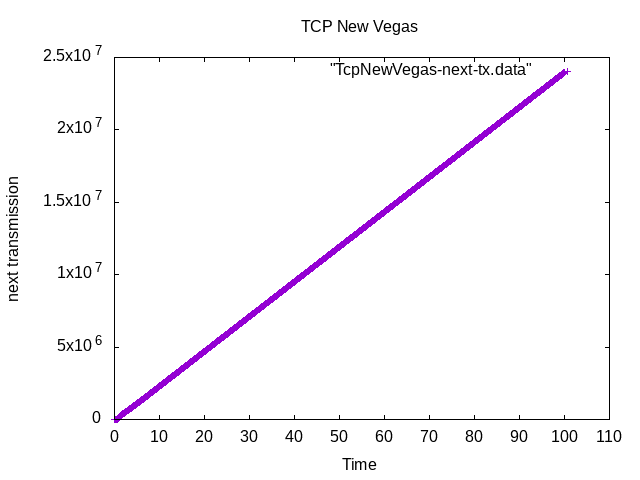 TCP New Vegas
2.5x10 7
"TcpNewVegas-next-tx.data"
2x10 7
1.5x10 7
1x10 7
5x10 6
0
next transmission
0 10 20 30 40 50 60 70 80 90 100 110
Time